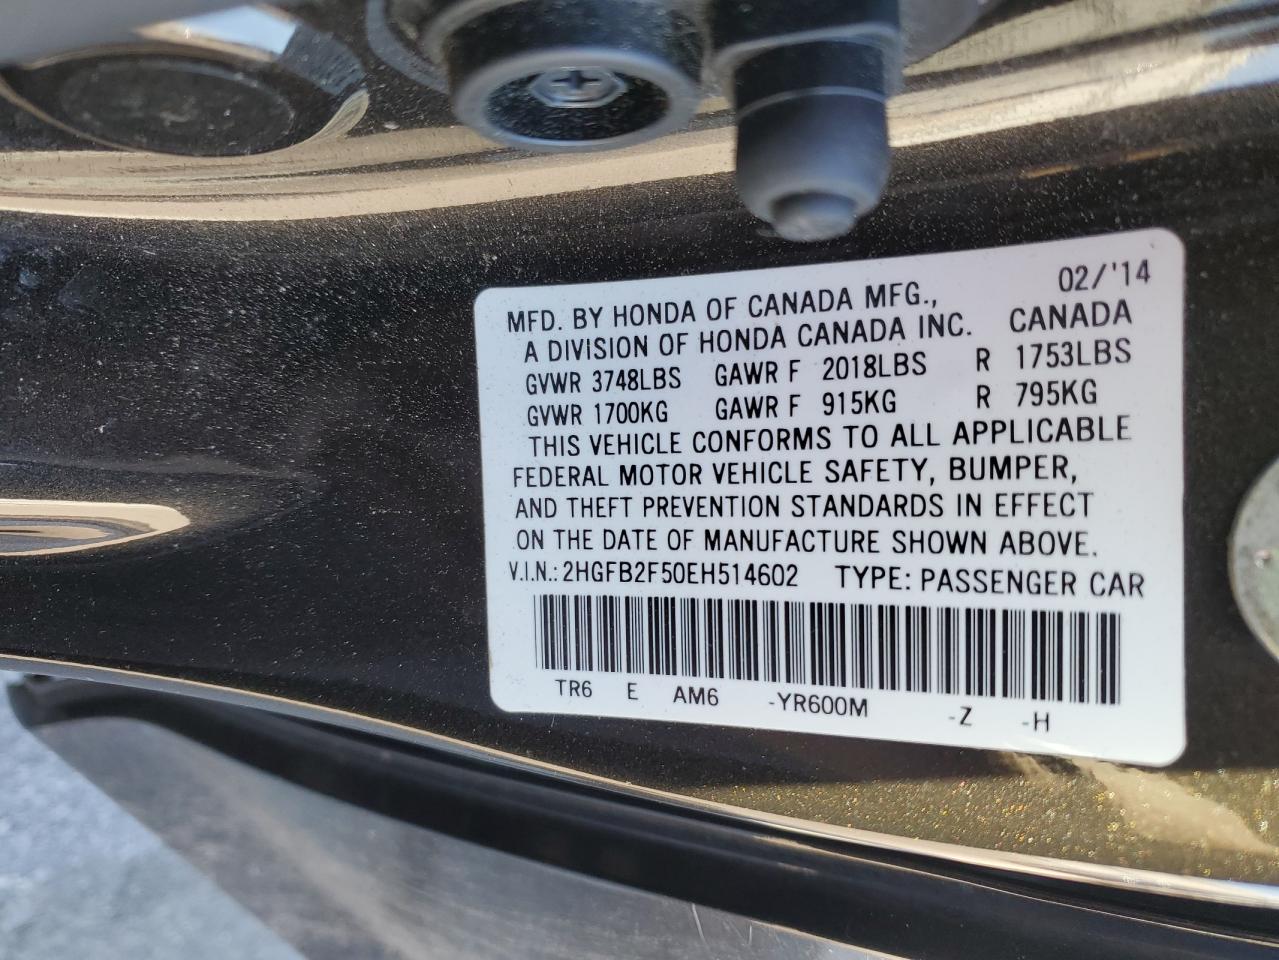 02/'14
MFD. BY HONDA OF CANADA MFG.,
A DIVISION OF HONDA CANADA INC. CANADA
GVWR 3748LBS GAWR F 2018LBS R 1753LBS
GVWR 1700KG GAWR F 915KG R 795KG
THIS VEHICLE CONFORMS TO ALL APPLICABLE
FEDERAL MOTOR VEHICLE SAFETY, BUMPER,
AND THEFT PREVENTION STANDARDS IN EFFECT
ON THE DATE OF MANUFACTURE SHOWN ABOVE.
V.I.N.: 2HGFB2F50EH514602 TYPE: PASSENGER CAR
TR6 E AM6 -YR600M -Z -H